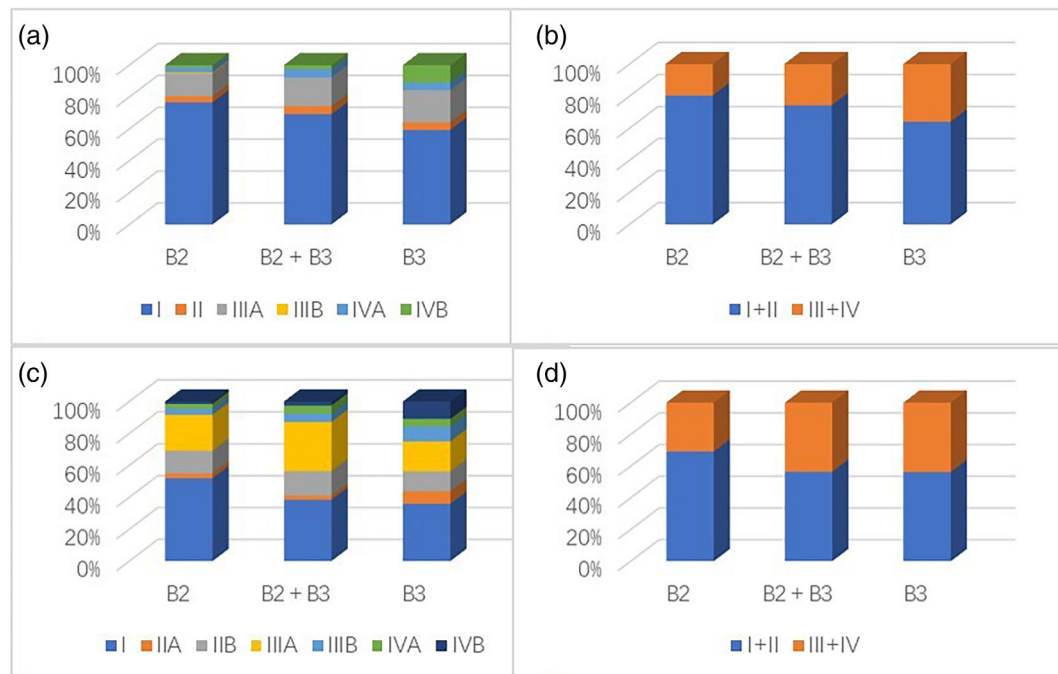 (a)
100%
80%
60%
40%
20%
0%
B2 B2 + B3 B3
I II IIIA IIIB IVA IVB
(b)
100%
80%
60%
40%
20%
0%
B2 B2 + B3 B3
I+II III+IV
(c)
100%
80%
60%
40%
20%
0%
B2 B2 + B3 B3
I IIA IIB IIIA IIIB IVA IVB
(d)
100%
80%
60%
40%
20%
0%
B2 B2 + B3 B3
I+II III+IV